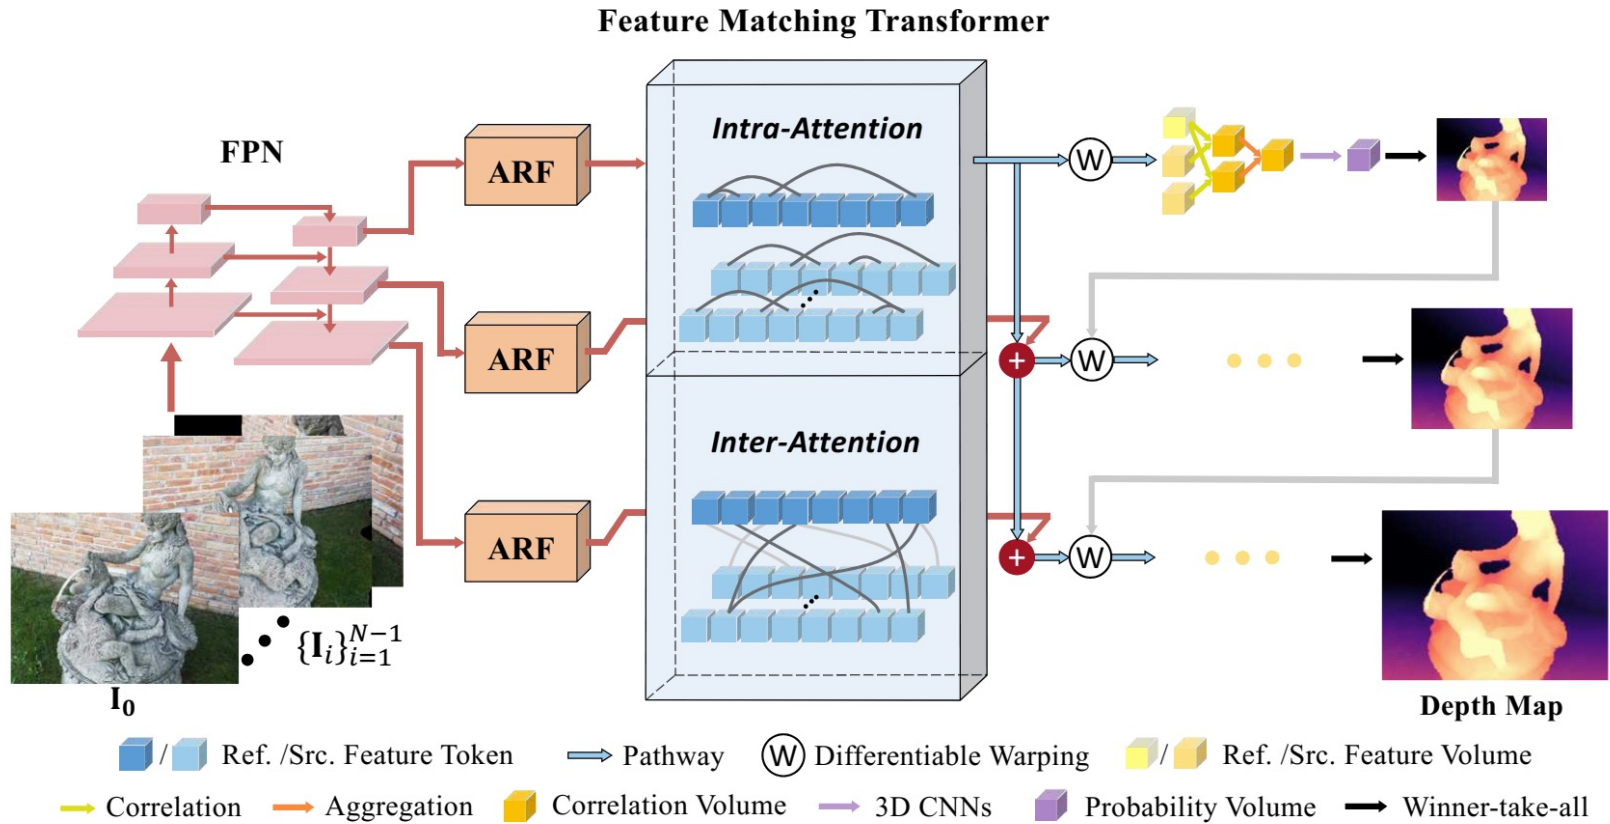 Feature Matching Transformer
FPN
ARF
ARF
ARF
Intra-Attention
Inter-Attention
W
W
W
+
+
{I_i}_{i=1}^{N-1}
I_0
Depth Map
/ Ref. /Src. Feature Token Pathway W Differentiable Warping / Ref. /Src. Feature Volume
Correlation Aggregation Correlation Volume 3D CNNs Probability Volume Winner-take-all